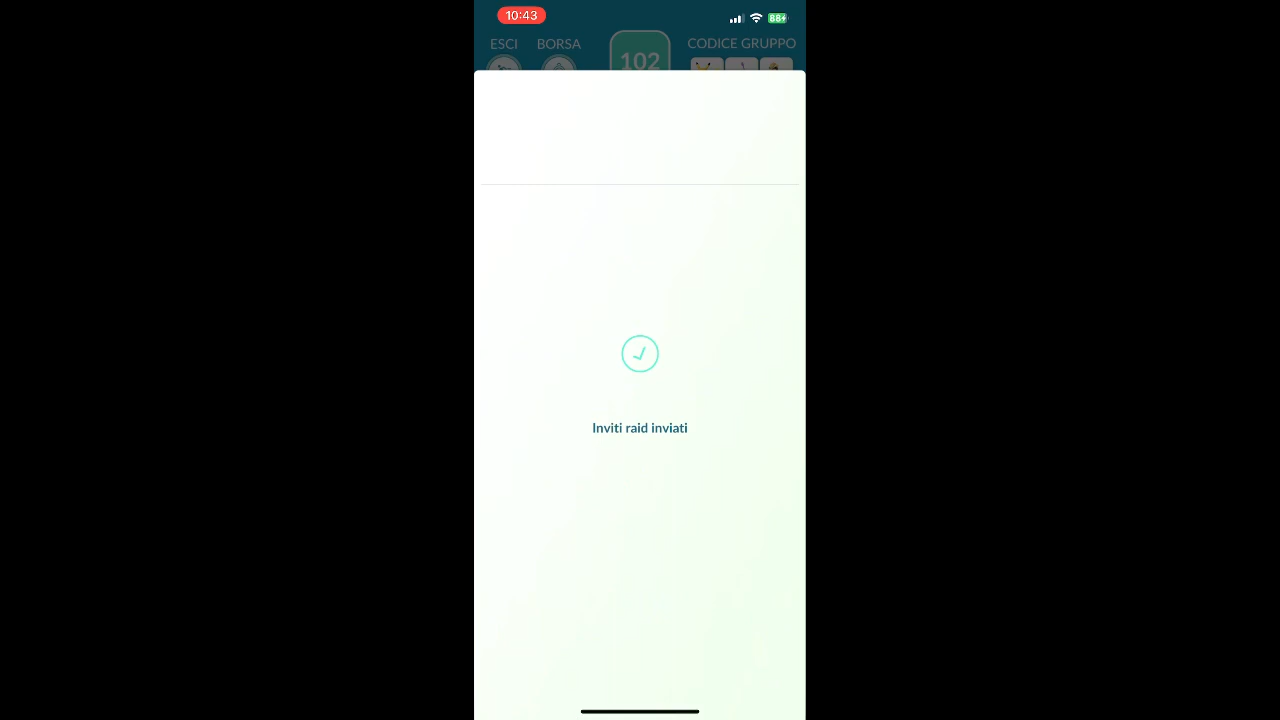 10:43
88
ESCI BORSA
102
CODICE GRUPPO
Inviti raid inviati